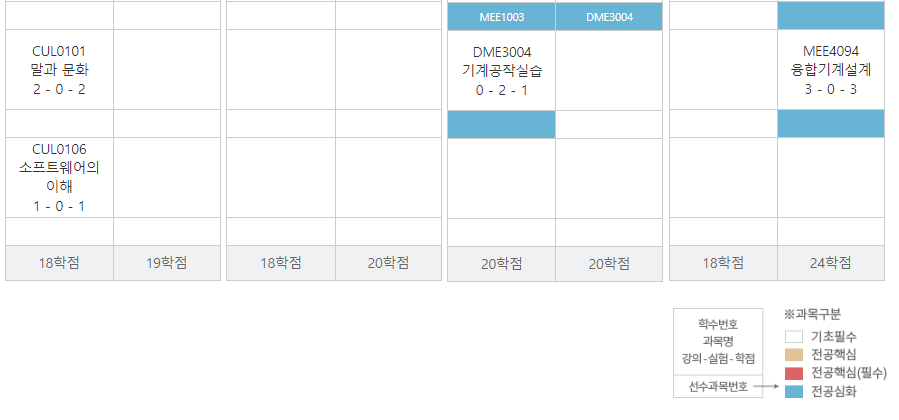 MEE1003 DME3004
CUL0101 DME3004 MEE4094
말과 문화 기계공작실습 융합기계설계
2 - 0 - 2 0 - 2 - 1 3 - 0 - 3
CUL0106
소프트웨어의
이해
1 - 0 - 1
18학점 19학점 18학점 20학점 20학점 20학점 18학점 24학점
학수번호
과목명
강의-실험-학점
선수과목번호
※과목구분
기초필수
전공핵심
전공핵심(필수)
전공심화